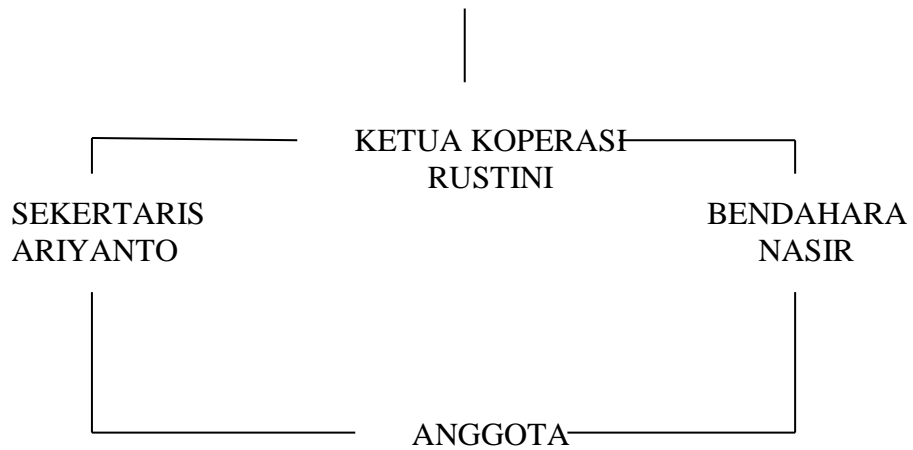 KETUA KOPERASI
RUSTINI
SEKERTARIS
ARIYANTO
BENDAHARA
NASIR
ANGGOTA